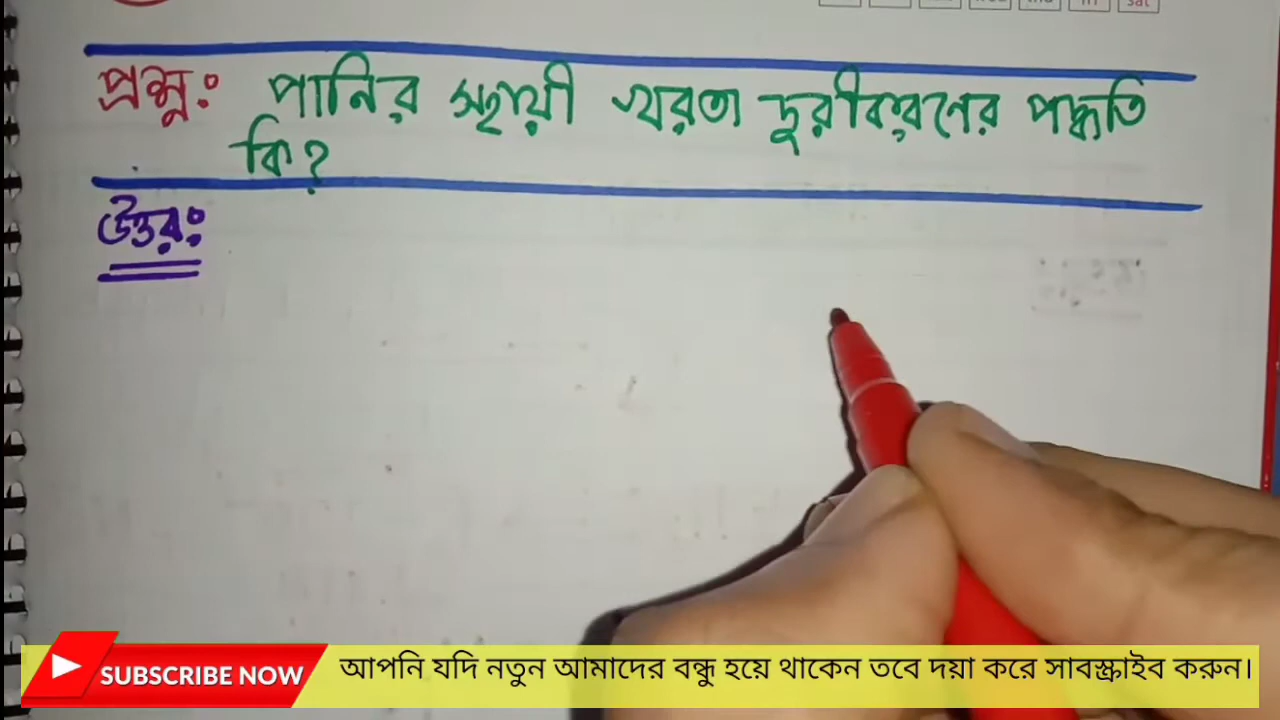 sat
প্রশ্ন: পানির স্থায়ী খরতা দুরীকরণের পদ্ধতি
কি?
উত্তর:
SUBSCRIBE NOW
আপনি যদি নতুন আমাদের বন্ধু হয়ে থাকেন তবে দয়া করে সাবস্ক্রাইব করুন।